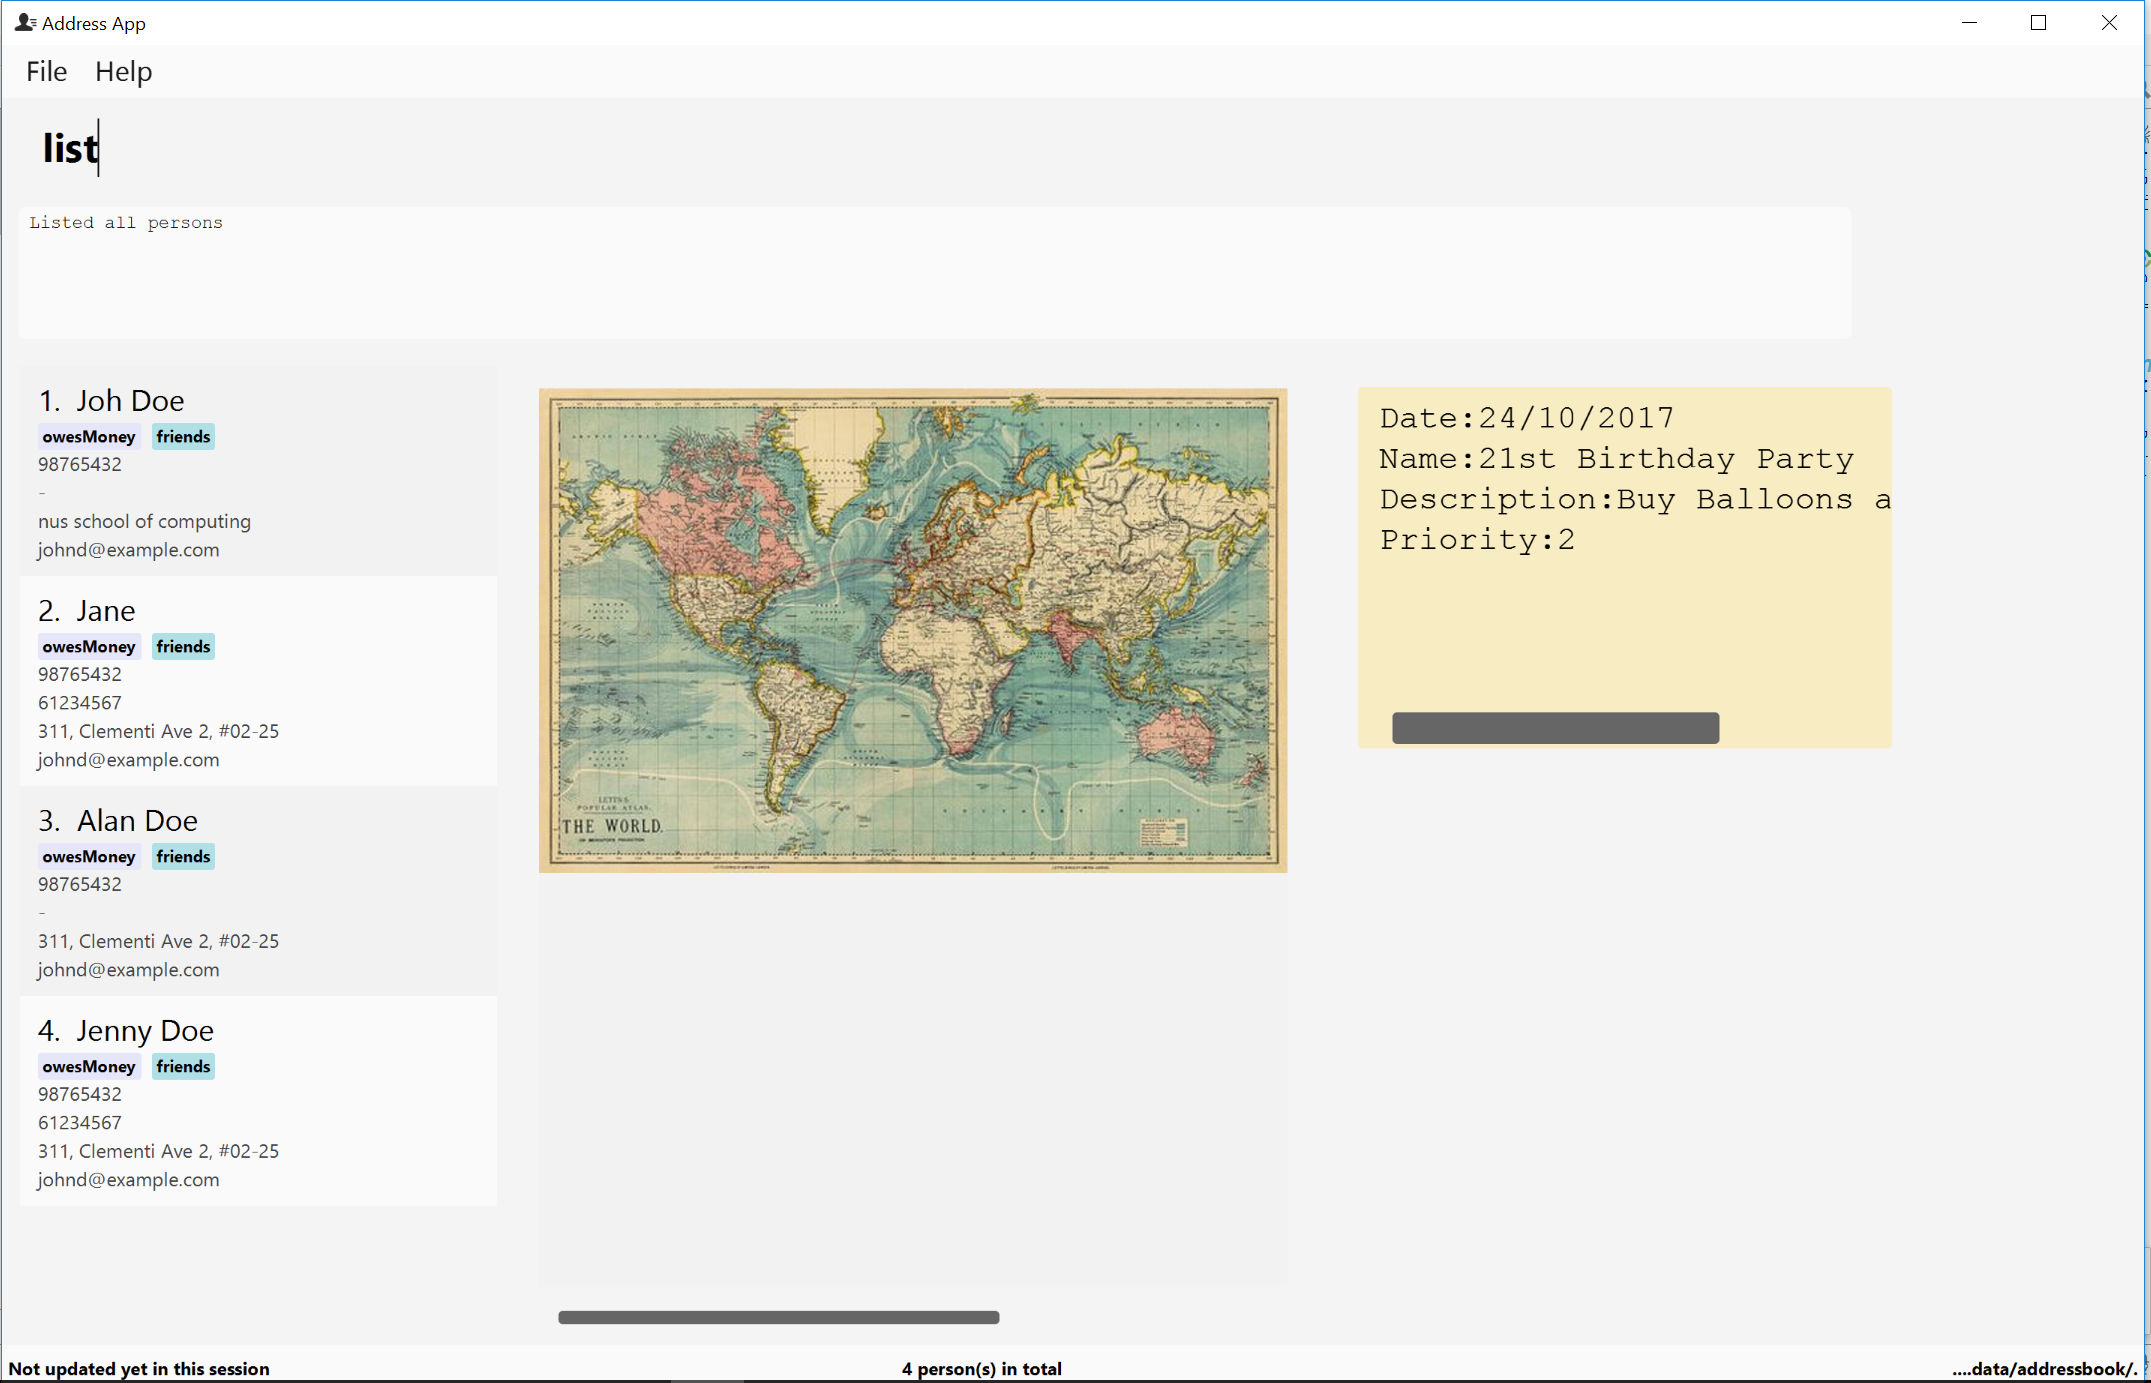 Address App
File Help
list
Listed all persons
1. Joh Doe
owesMoney friends
98765432
-
nus school of computing
johnd@example.com
2. Jane
owesMoney friends
98765432
61234567
311, Clementi Ave 2, #02-25
johnd@example.com
3. Alan Doe
owesMoney friends
98765432
-
311, Clementi Ave 2, #02-25
johnd@example.com
4. Jenny Doe
owesMoney friends
98765432
61234567
311, Clementi Ave 2, #02-25
johnd@example.com
LETTS'S
POPULAR ATLAS.
THE WORLD.
Date:24/10/2017
Name:21st Birthday Party
Description:Buy Balloons a
Priority:2
Not updated yet in this session
4 person(s) in total
....data/addressbook/.